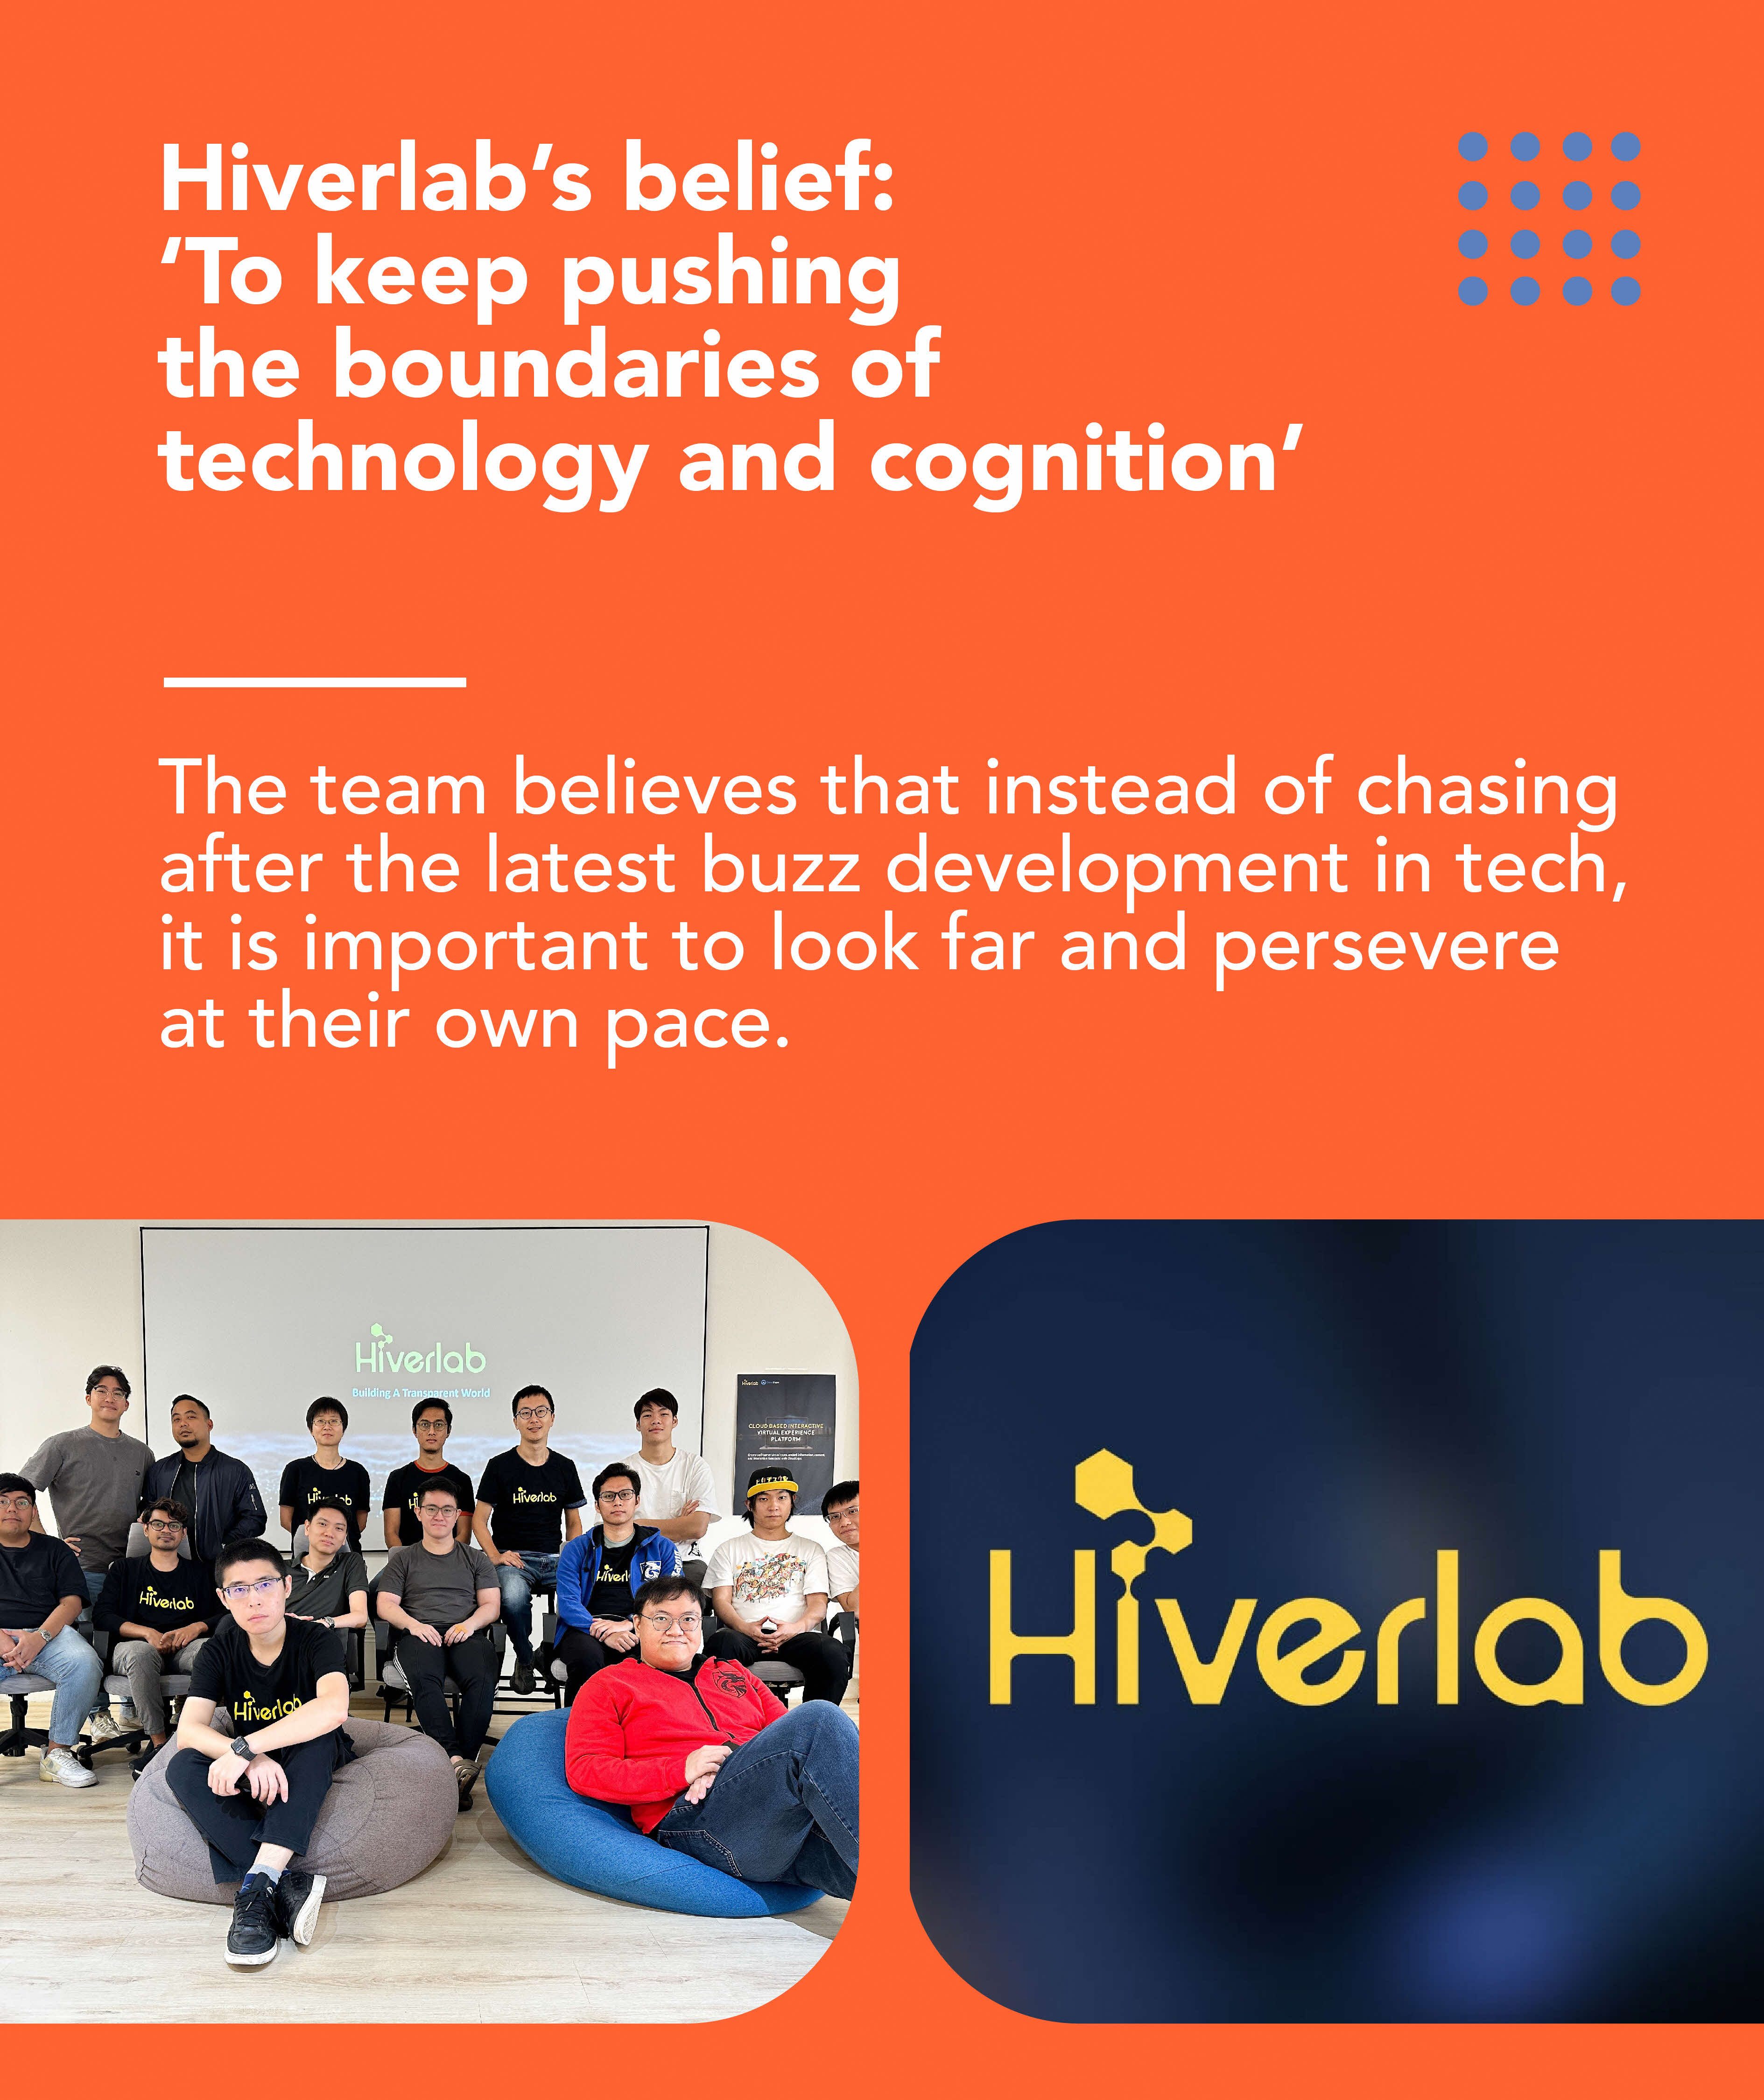 Hiverlab’s belief:
‘To keep pushing
the boundaries of
technology and cognition’
The team believes that instead of chasing
after the latest buzz development in tech,
it is important to look far and persevere
at their own pace.
Hiverlab
Building A Transparent World
Hiverlab
CLOUD BASED INTERACTIVE
VIRTUAL EXPERIENCE
PLATFORM
Hiverlab
Hiverlab
Hiverlab
Hiverlab